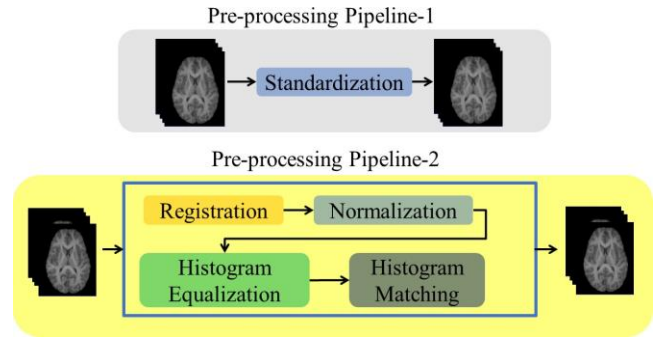 Pre-processing Pipeline-1
Standardization
Pre-processing Pipeline-2
Registration
Normalization
Histogram
Equalization
Histogram
Matching